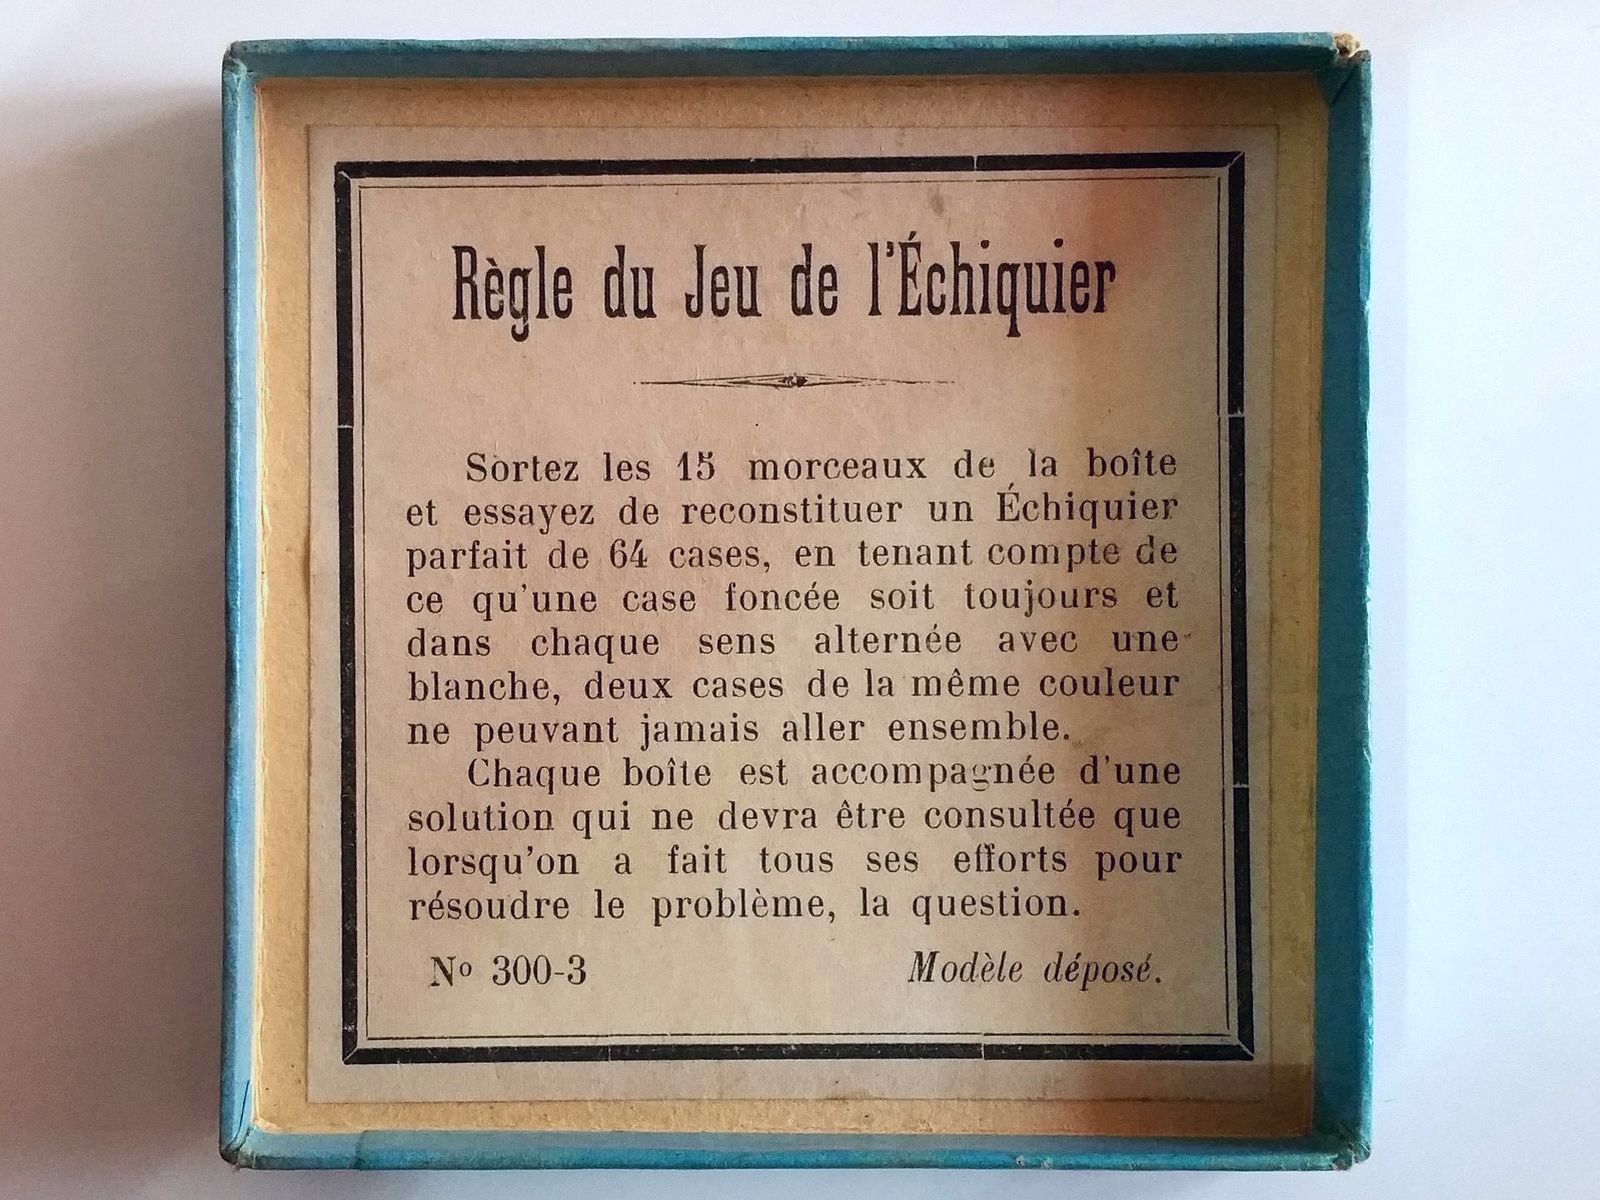 Règle du Jeu de l'Échiquier
Sortez les 15 morceaux de la boîte
et essayez de reconstituer un Échiquier
parfait de 64 cases, en tenant compte de
ce qu'une case foncée soit toujours et
dans chaque sens alternée avec une
blanche, deux cases de la même couleur
ne peuvant jamais aller ensemble.
Chaque boîte est accompagnée d'une
solution qui ne devra être consultée que
lorsqu'on a fait tous ses efforts pour
résoudre le problème, la question.
No 300-3 Modèle déposé.